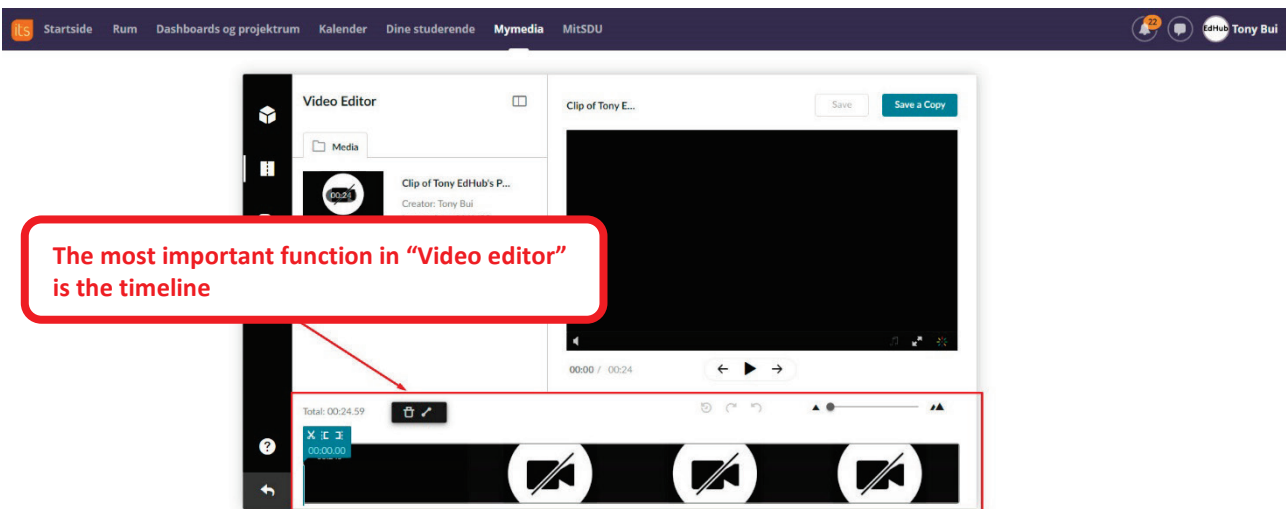 its Startside Rum Dashboards og projektrum Kalender Dine studerende Mymedia MitSDU 22 EdHub Tony Bui
Video Editor
Clip of Tony E...
Save
Save a Copy
Media
00:24
Clip of Tony EdHub's P...
Creator: Tony Bui
The most important function in “Video editor”
is the timeline
00:00 / 00:24
Total: 00:24.59
00:00.00